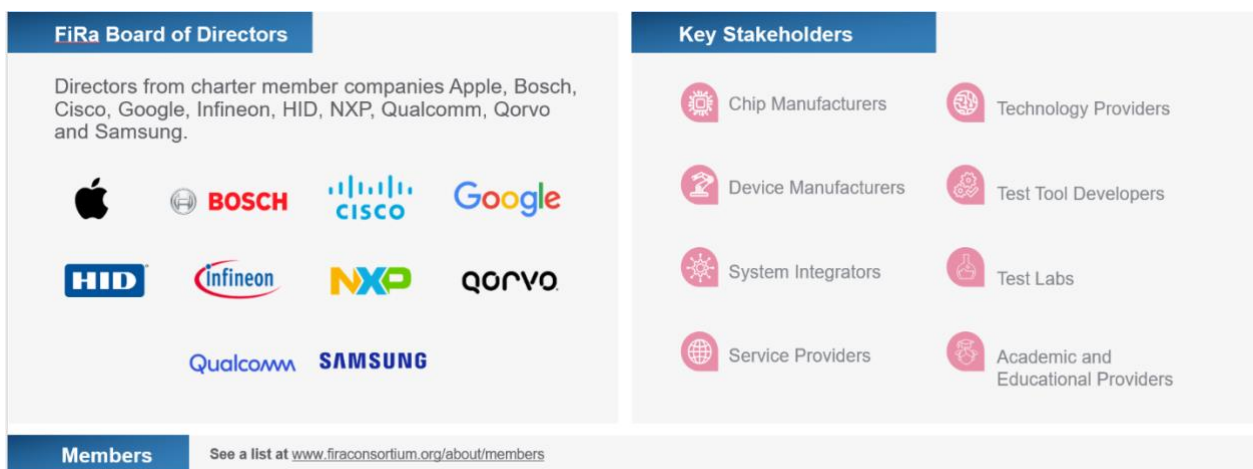 FiRa Board of Directors
Directors from charter member companies Apple, Bosch,
Cisco, Google, Infineon, HID, NXP, Qualcomm, Qorvo
and Samsung.
BOSCH
CISCO
Google
HID
infineon
NXP
QORVO
Qualcomm
SAMSUNG
Key Stakeholders
Chip Manufacturers
Technology Providers
Device Manufacturers
Test Tool Developers
System Integrators
Test Labs
Service Providers
Academic and
Educational Providers
Members
See a list at www.firaconsortium.org/about/members